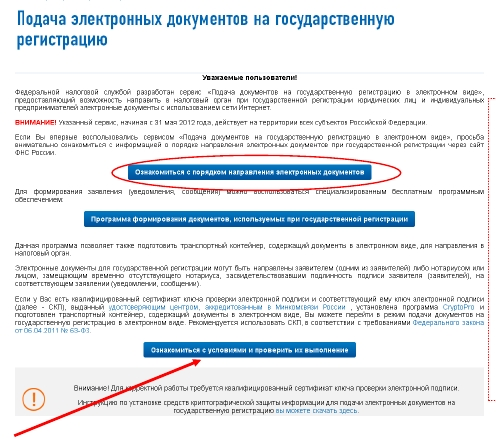 Подача электронных документов на государственную
регистрацию
Уважаемые пользователи!
Федеральной налоговой службой разработан сервис «Подача документов на государственную регистрацию в электронном виде»,
предоставляющий возможность направить в налоговый орган при государственной регистрации юридических лиц и индивидуальных
предпринимателей электронные документы с использованием сети Интернет.
ВНИМАНИЕ! Указанный сервис, начиная с 31 мая 2012 года, действует на территории всех субъектов Российской Федерации.
Если Вы впервые воспользовались сервисом «Подача документов на государственную регистрацию в электронном виде», просьба
внимательно ознакомиться с информацией о порядке направления электронных документов при государственной регистрации через сайт
ФНС России.
Ознакомиться с порядком направления электронных документов
Для формирования заявления (уведомления, сообщения) можно воспользоваться специализированным бесплатным программным
обеспечением:
Программа формирования документов, используемых при государственной регистрации
Данная программа позволяет также подготовить транспортный контейнер, содержащий документы в электронном виде, для направления в
налоговый орган.
Электронные документы для государственной регистрации могут быть направлены заявителем (одним из заявителей) либо нотариусом или
лицом, замещающим временно отсутствующего нотариуса, засвидетельствовавшим подлинность подписи заявителя (заявителей), на
соответствующем заявлении (уведомлении, сообщении).
Если у Вас есть квалифицированный сертификат ключа проверки электронной подписи и соответствующий ему ключ электронной подписи
(далее - СКП), выданный удостоверяющим центром, аккредитованным в Минкомсвязи России , установлена программа CryptoPro и
подготовлен транспортный контейнер, содержащий документы в электронном виде, Вы можете перейти в режим подачи документов на
государственную регистрацию в электронном виде. Рекомендуется использовать СКП, в соответствии с требованиями Федерального закона
от 06.04.2011 № 63-ФЗ.
Ознакомиться с условиями и проверить их выполнение
Внимание! Для корректной работы требуется квалифицированный сертификат ключа проверки электронной подписи.
Инструкцию по установке средств криптографической защиты информации для подачи электронных документов на
государственную регистрацию вы можете скачать здесь.